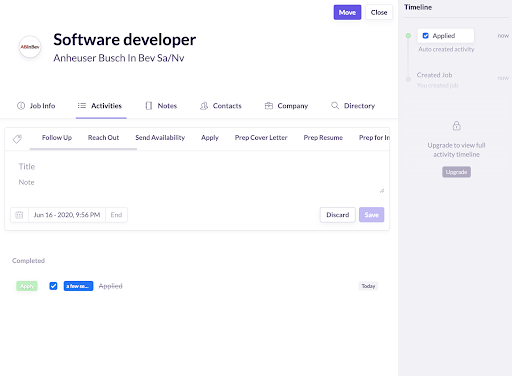 Move
Close
ABInBev
Software developer
Anheuser Busch In Bev Sa/Nv
Job Info
Activities
Notes
Contacts
Company
Directory
Follow Up
Reach Out
Send Availability
Apply
Prep Cover Letter
Prep Resume
Prep for In
Title
Note
Jun 16 - 2020, 9:56 PM
End
Discard
Save
Completed
Apply
a few se...
Applied
Today
Timeline
Applied
now
Auto created activity
Created Job
now
You created job
Upgrade to view full
activity timeline
Upgrade